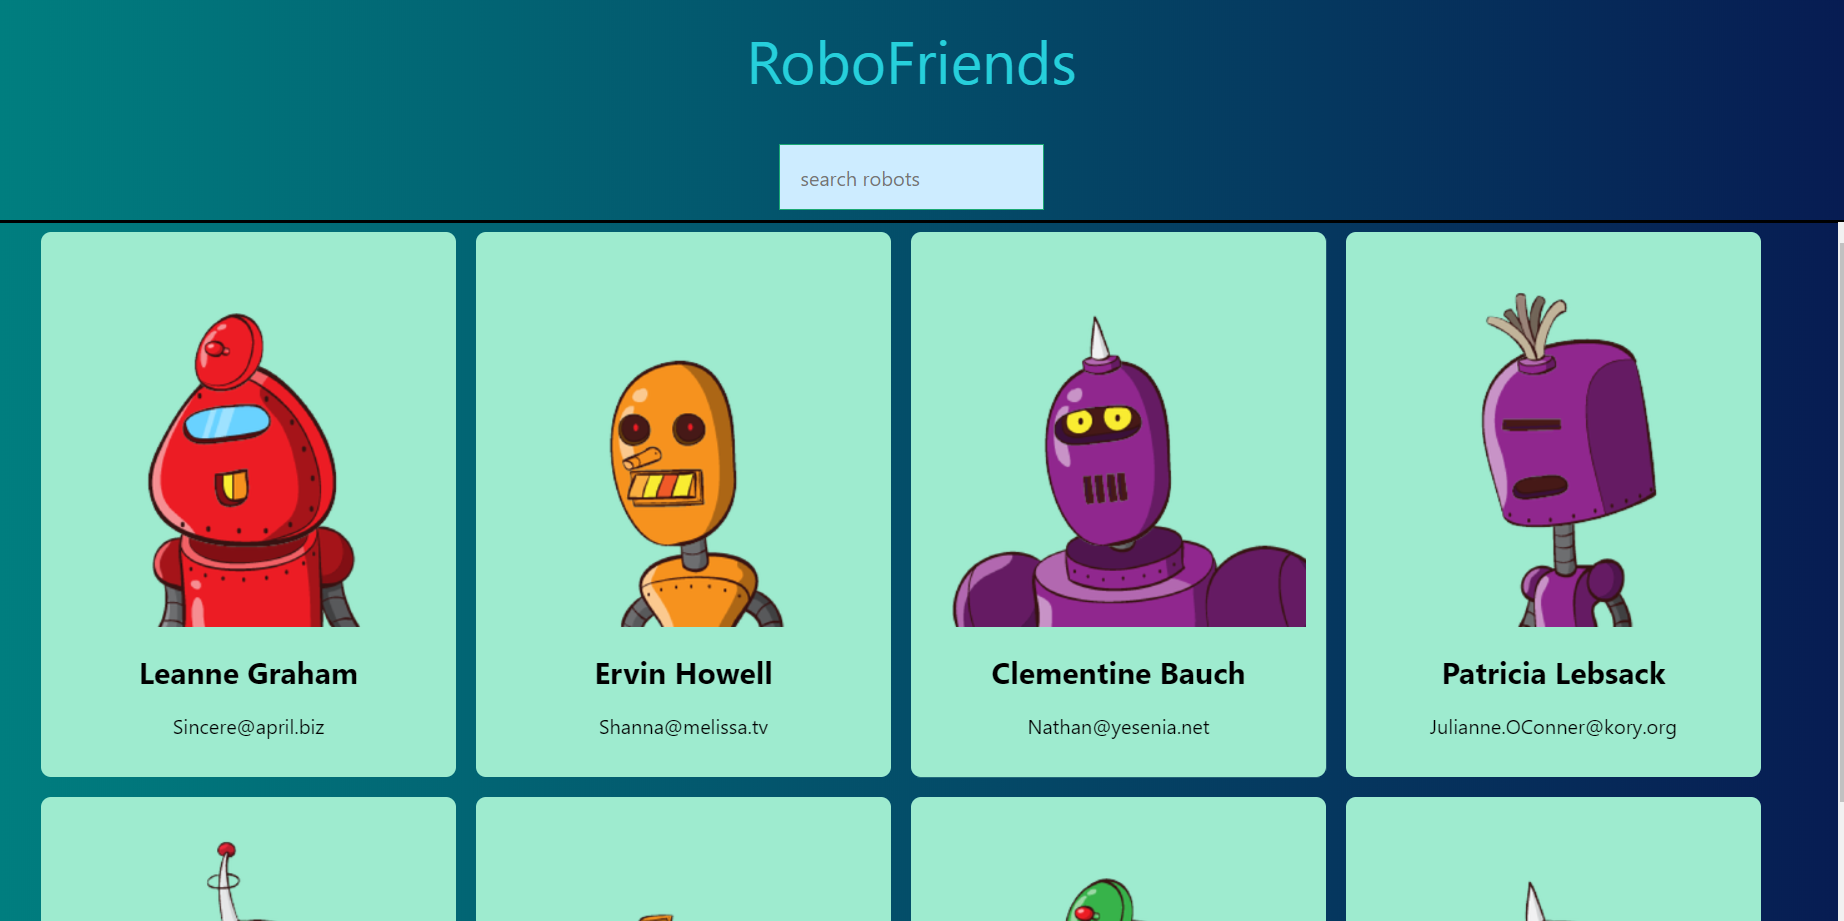 RoboFriends
search robots
Leanne Graham
Sincere@april.biz
Ervin Howell
Shanna@melissa.tv
Clementine Bauch
Nathan@yesenia.net
Patricia Lebsack
Julianne.OConner@kory.org